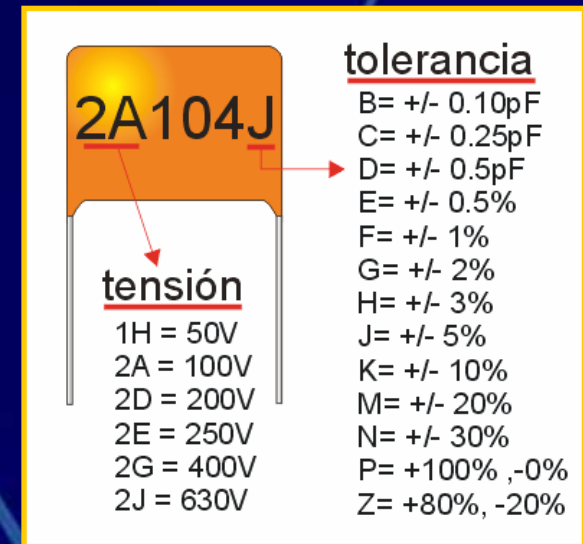 2A104J
tensión
1H = 50V
2A = 100V
2D = 200V
2E = 250V
2G = 400V
2J = 630V
tolerancia
B= +/- 0.10pF
C= +/- 0.25pF
D= +/- 0.5pF
E= +/- 0.5%
F= +/- 1%
G= +/- 2%
H= +/- 3%
J= +/- 5%
K= +/- 10%
M= +/- 20%
N= +/- 30%
P= +100% ,-0%
Z= +80%, -20%